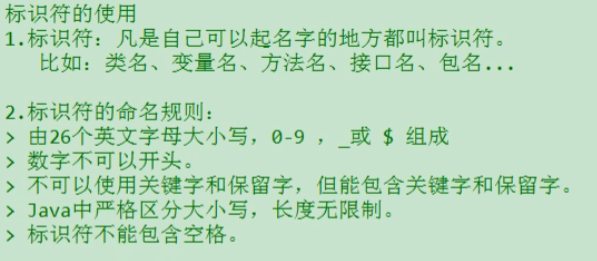 标识符的使用
1.标识符：凡是自己可以起名字的地方都叫标识符。
比如：类名、变量名、方法名、接口名、包名...
2.标识符的命名规则：
> 由26个英文字母大小写，0-9 ，_或 $ 组成
> 数字不可以开头。
> 不可以使用关键字和保留字，但能包含关键字和保留字。
> Java中严格区分大小写，长度无限制。
> 标识符不能包含空格。